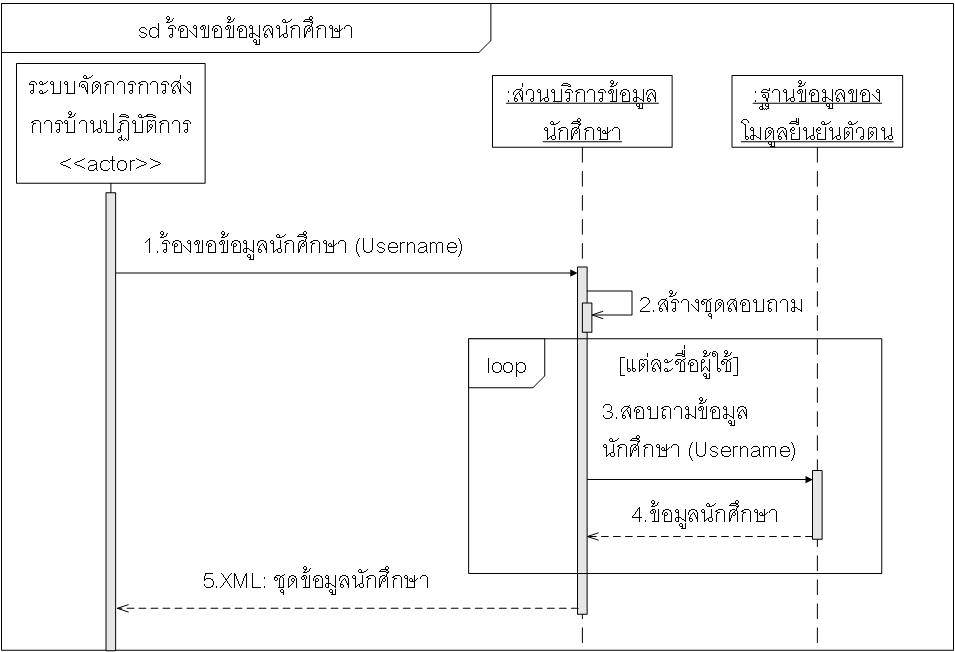 sd ร้องขอข้อมูลนักศึกษา
ระบบจัดการการส่ง
การบ้านปฏิบัติการ
<<actor>>
:ส่วนบริการข้อมูล
นักศึกษา
:ฐานข้อมูลของ
โมดูลยืนยันตัวตน
1.ร้องขอข้อมูลนักศึกษา (Username)
2.สร้างชุดสอบถาม
loop
[แต่ละชื่อผู้ใช้]
3.สอบถามข้อมูล
นักศึกษา (Username)
4.ข้อมูลนักศึกษา
5.XML: ชุดข้อมูลนักศึกษา